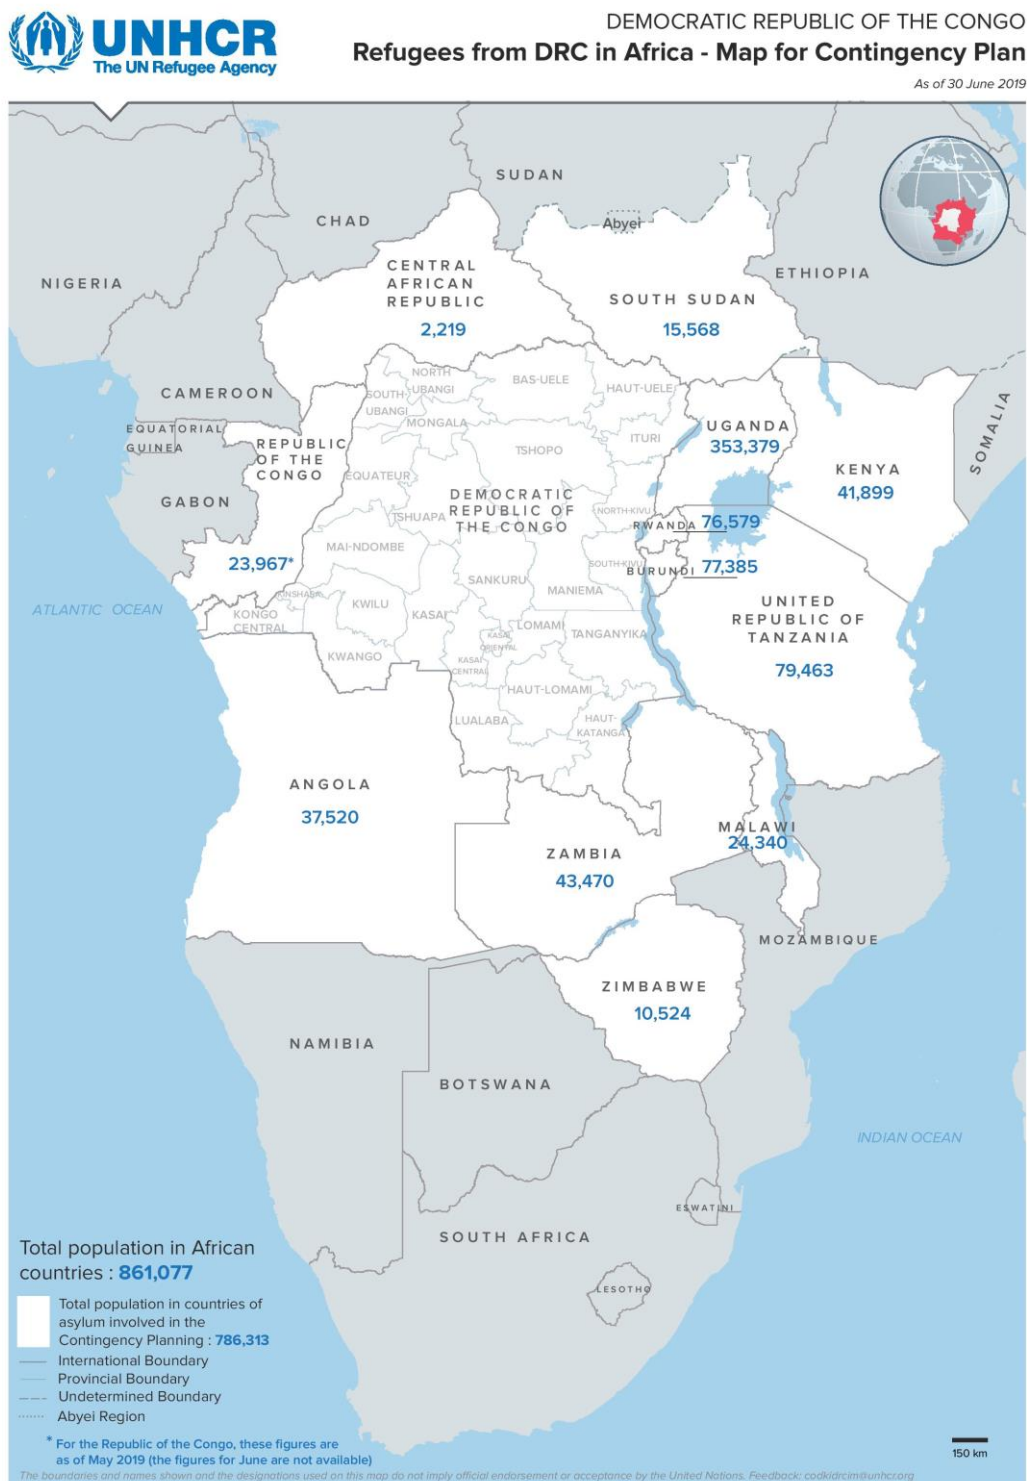 UNHCR
The UN Refugee Agency
DEMOCRATIC REPUBLIC OF THE CONGO
Refugees from DRC in Africa - Map for Contingency Plan
As of 30 June 2019
SUDAN
CHAD
Abyei
NIGERIA
CENTRAL
AFRICAN
REPUBLIC
2,219
SOUTH SUDAN
15,568
ETHIOPIA
CAMEROON
NORTH
UBANGI
SOUTH-
UBANGI
MONGALA
BAS-UELE
HAUT-UELE
SOMALIA
EQUATORIAL
GUINEA
REPUBLIC
OF THE
CONGO
23,967*
UGANDA
353,379
ITURI
TSHOPO
KENYA
41,899
GABON
EQUATEUR
DEMOCRATIC
REPUBLIC OF
THE CONGO
TSHUAPA
NORTH-KIVU
RWANDA 76,579
MAI-NDOMBE
SOUTH-KIVU
BURUNDI 77,385
SANKURU
MANIEMA
ATLANTIC OCEAN
KINSHASA
KONGO
CENTRAL
KWILU
KASAI
LOMAMI
TANGANYIKA
UNITED
REPUBLIC OF
TANZANIA
79,463
KASAI
ORIENTAL
KWANGO
KASAI
CENTRAL
HAUT-LOMAMI
LUALABA
HAUT-
KATANGA
ANGOLA
37,520
MALAWI
24,340
ZAMBIA
43,470
MOZAMBIQUE
ZIMBABWE
10,524
NAMIBIA
BOTSWANA
INDIAN OCEAN
ESWATINI
SOUTH AFRICA
LESOTHO
Total population in African
countries : 861,077
Total population in countries of
asylum involved in the
Contingency Planning : 786,313
International Boundary
Provincial Boundary
Undetermined Boundary
Abyei Region
* For the Republic of the Congo, these figures are
as of May 2019 (the figures for June are not available)
150 km
The boundaries and names shown and the designations used on this map do not imply official endorsement or acceptance by the United Nations. Feedback: codkidrcim@unhcr.org